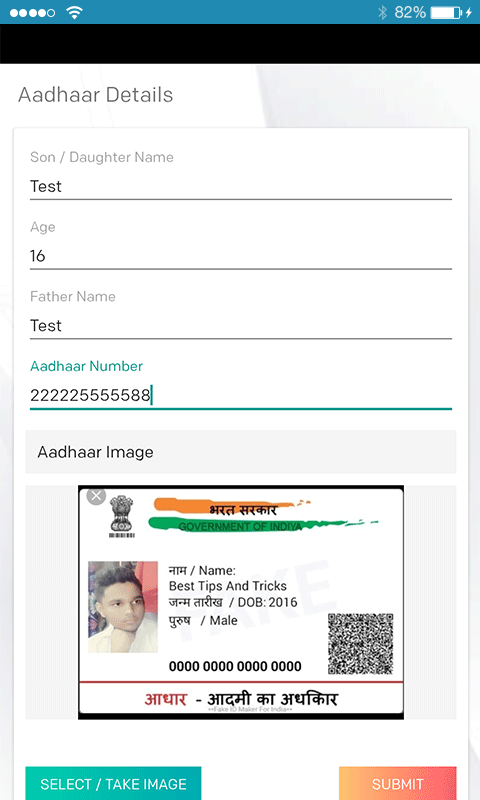 82%
Aadhaar Details
Son / Daughter Name
Test
Age
16
Father Name
Test
Aadhaar Number
222225555588
Aadhaar Image
भरत सरकार
GOVERNMENT OF INDIYA
नाम / Name:
Best Tips And Tricks
जन्म तारीख / DOB: 2016
पुरुष / Male
FAKE
0000 0000 0000 0000
आधार - आदमी का अधकिार
**Fake ID Maker For India**
SELECT / TAKE IMAGE
SUBMIT